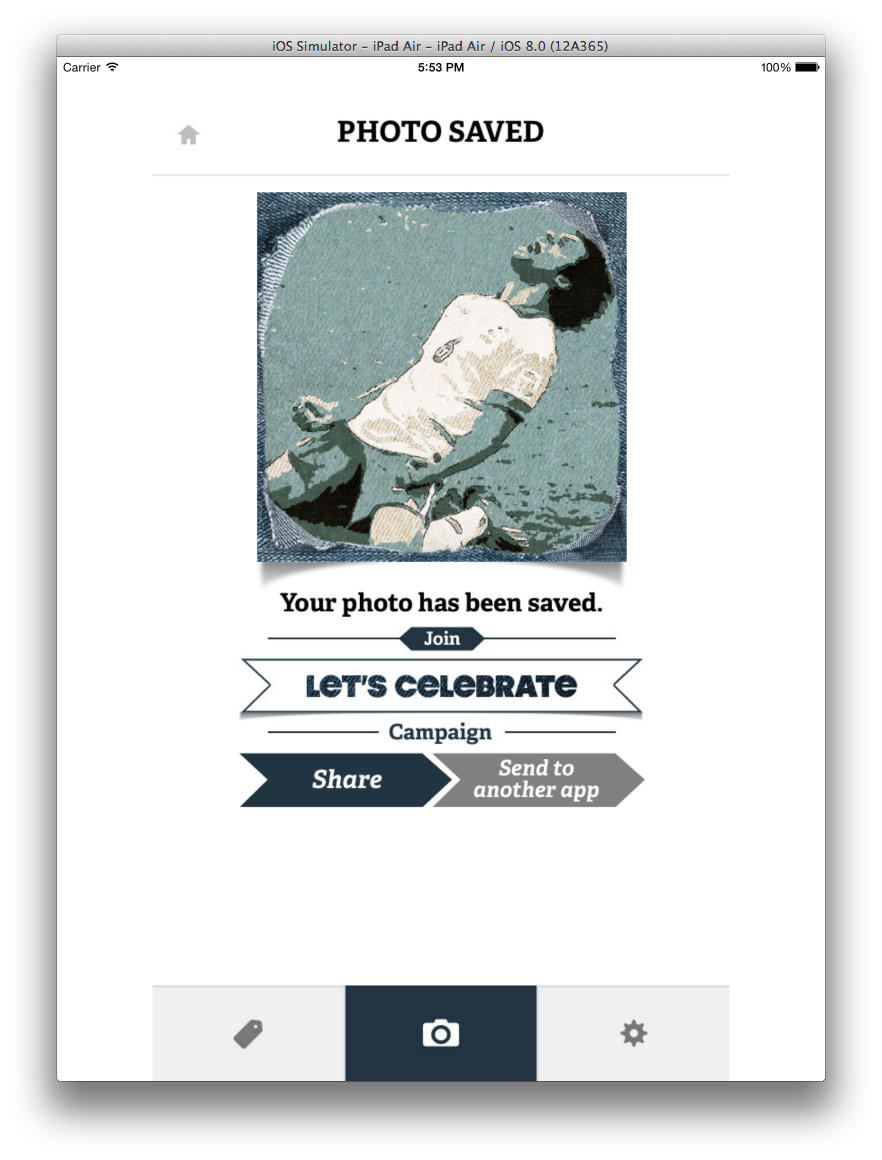 iOS Simulator – iPad Air – iPad Air / iOS 8.0 (12A365)
Carrier 5:53 PM 100%
PHOTO SAVED
Your photo has been saved.
Join
LET'S CELEBRATE
Campaign
Share
Send to
another app